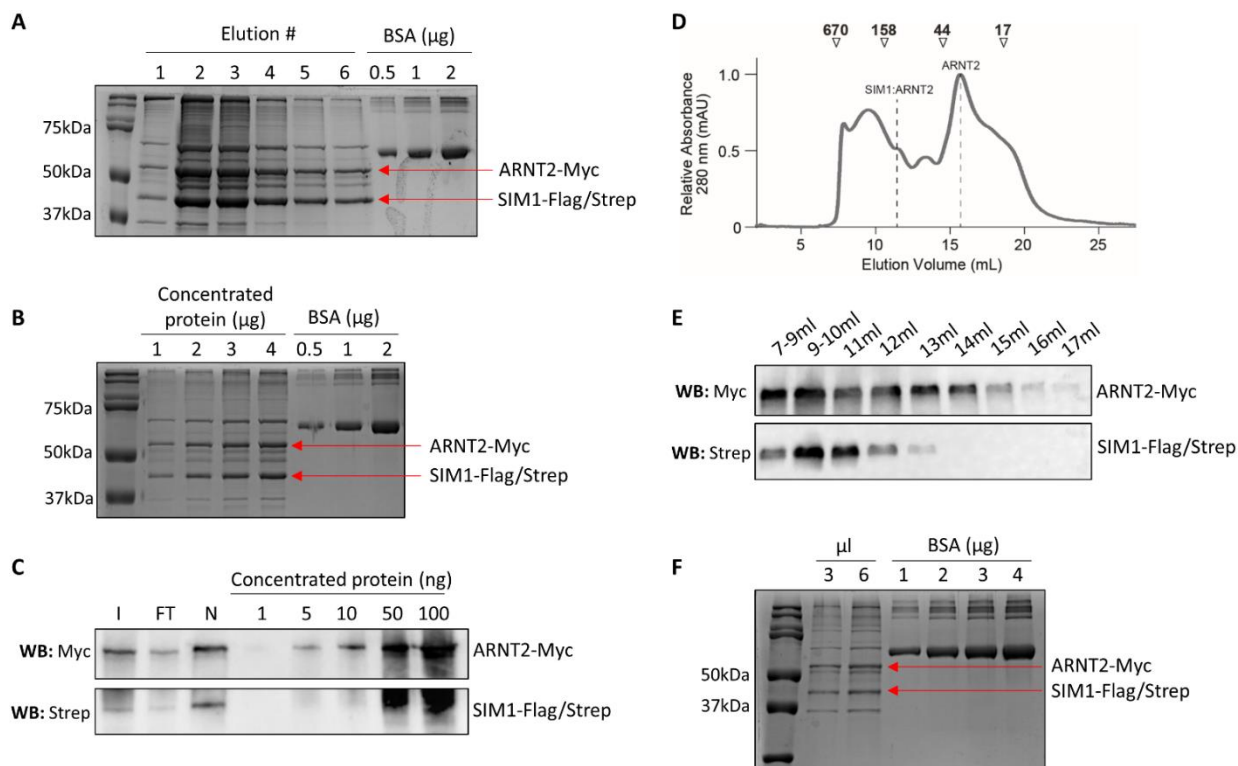 A
Elution #
BSA (µg)
1 2 3 4 5 6 0.5 1 2
75kDa
50kDa
37kDa
ARNT2-Myc
SIM1-Flag/Strep
B
Concentrated
protein (µg)
BSA (µg)
1 2 3 4 0.5 1 2
75kDa
50kDa
37kDa
ARNT2-Myc
SIM1-Flag/Strep
C
Concentrated protein (ng)
I FT N 1 5 10 50 100
WB: Myc
ARNT2-Myc
WB: Strep
SIM1-Flag/Strep
D
670 158 44 17
ARNT2
SIM1:ARNT2
Relative Absorbance
280 nm (mAU)
1.0
0.5
0
5 10 15 20 25
Elution Volume (mL)
E
7-9ml 9-10ml 11ml 12ml 13ml 14ml 15ml 16ml 17ml
WB: Myc
ARNT2-Myc
WB: Strep
SIM1-Flag/Strep
F
µl
BSA (µg)
3 6 1 2 3 4
50kDa
37kDa
ARNT2-Myc
SIM1-Flag/Strep